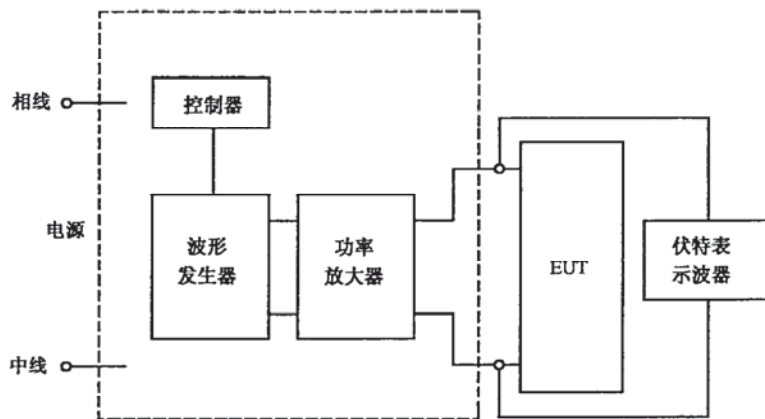 相线
控制器
电源
波形
发生器
功率
放大器
EUT
伏特表
示波器
中线